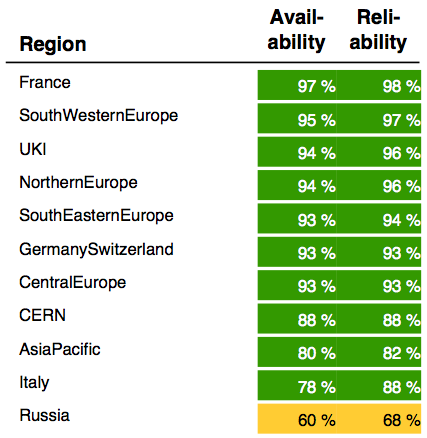 Region Avail-ability Reli-ability
France 97 % 98 %
SouthWesternEurope 95 % 97 %
UKI 94 % 96 %
NorthernEurope 94 % 96 %
SouthEasternEurope 93 % 94 %
GermanySwitzerland 93 % 93 %
CentralEurope 93 % 93 %
CERN 88 % 88 %
AsiaPacific 80 % 82 %
Italy 78 % 88 %
Russia 60 % 68 %